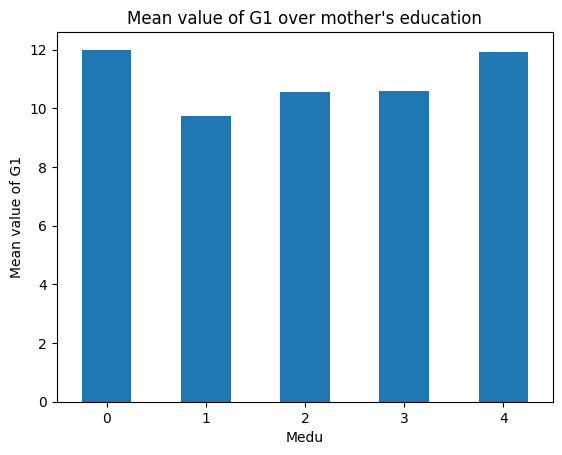 Mean value of G1 over mother's education
12
10
8
6
4
2
0
Mean value of G1
0 1 2 3 4
Medu